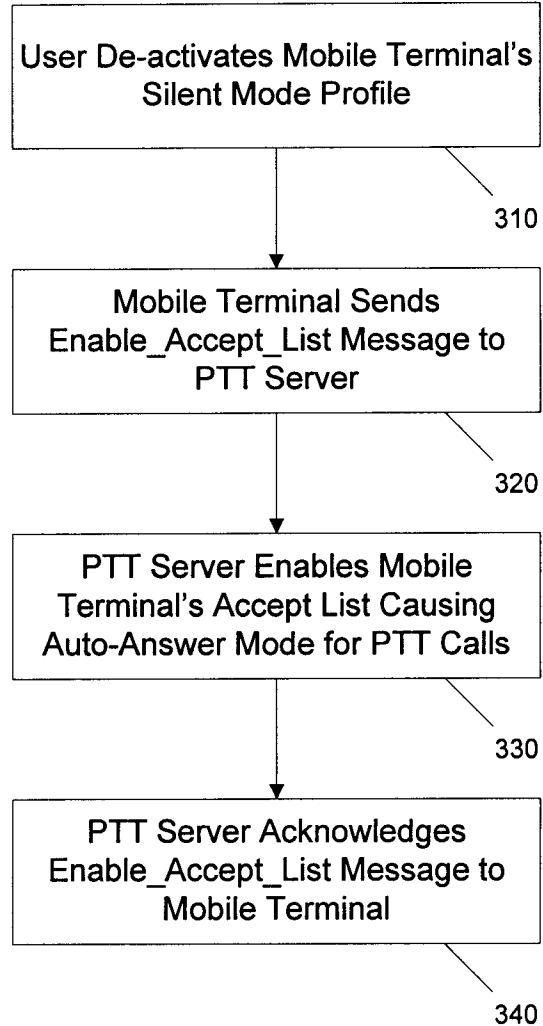 User De-activates Mobile Terminal's
Silent Mode Profile
310
Mobile Terminal Sends
Enable_Accept_List Message to
PTT Server
320
PTT Server Enables Mobile
Terminal's Accept List Causing
Auto-Answer Mode for PTT Calls
330
PTT Server Acknowledges
Enable_Accept_List Message to
Mobile Terminal
340